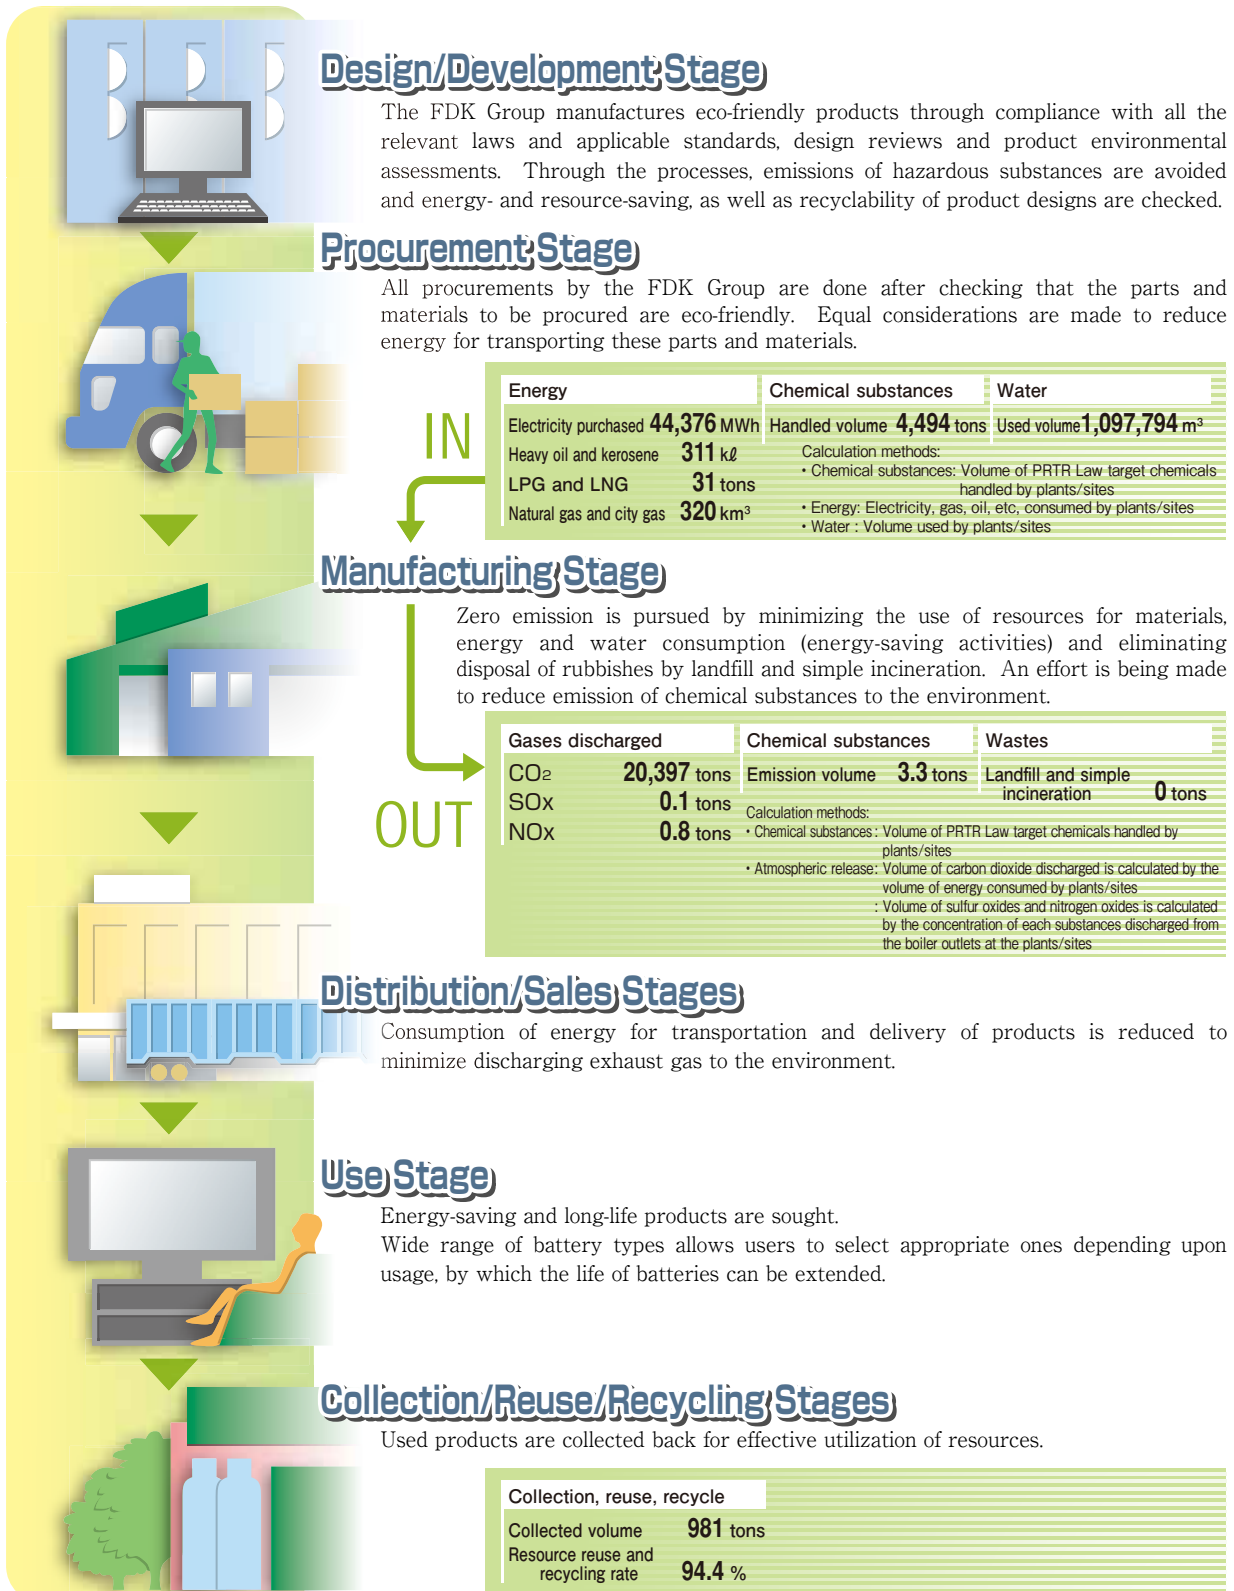 Design/Development Stage
The FDK Group manufactures eco-friendly products through compliance with all the
relevant laws and applicable standards, design reviews and product environmental
assessments. Through the processes, emissions of hazardous substances are avoided
and energy- and resource-saving, as well as recyclability of product designs are checked.
Procurement Stage
All procurements by the FDK Group are done after checking that the parts and
materials to be procured are eco-friendly. Equal considerations are made to reduce
energy for transporting these parts and materials.
IN
Energy
Electricity purchased 44,376 MWh
Heavy oil and kerosene 311 kℓ
LPG and LNG 31 tons
Natural gas and city gas 320 km³
Chemical substances
Handled volume 4,494 tons
Water
Used volume 1,097,794 m³
Calculation methods:
• Chemical substances: Volume of PRTR Law target chemicals
handled by plants/sites
• Energy: Electricity, gas, oil, etc, consumed by plants/sites
• Water : Volume used by plants/sites
Manufacturing Stage
Zero emission is pursued by minimizing the use of resources for materials,
energy and water consumption (energy-saving activities) and eliminating
disposal of rubbishes by landfill and simple incineration. An effort is being made
to reduce emission of chemical substances to the environment.
OUT
Gases discharged
CO2 20,397 tons
SOx 0.1 tons
NOx 0.8 tons
Chemical substances
Emission volume 3.3 tons
Wastes
Landfill and simple
incineration 0 tons
Calculation methods:
• Chemical substances : Volume of PRTR Law target chemicals handled by
plants/sites
• Atmospheric release : Volume of carbon dioxide discharged is calculated by the
volume of energy consumed by plants/sites
: Volume of sulfur oxides and nitrogen oxides is calculated
by the concentration of each substances discharged from
the boiler outlets at the plants/sites
Distribution/Sales Stages
Consumption of energy for transportation and delivery of products is reduced to
minimize discharging exhaust gas to the environment.
Use Stage
Energy-saving and long-life products are sought.
Wide range of battery types allows users to select appropriate ones depending upon
usage, by which the life of batteries can be extended.
Collection/Reuse/Recycling Stages
Used products are collected back for effective utilization of resources.
Collection, reuse, recycle
Collected volume 981 tons
Resource reuse and
recycling rate 94.4 %